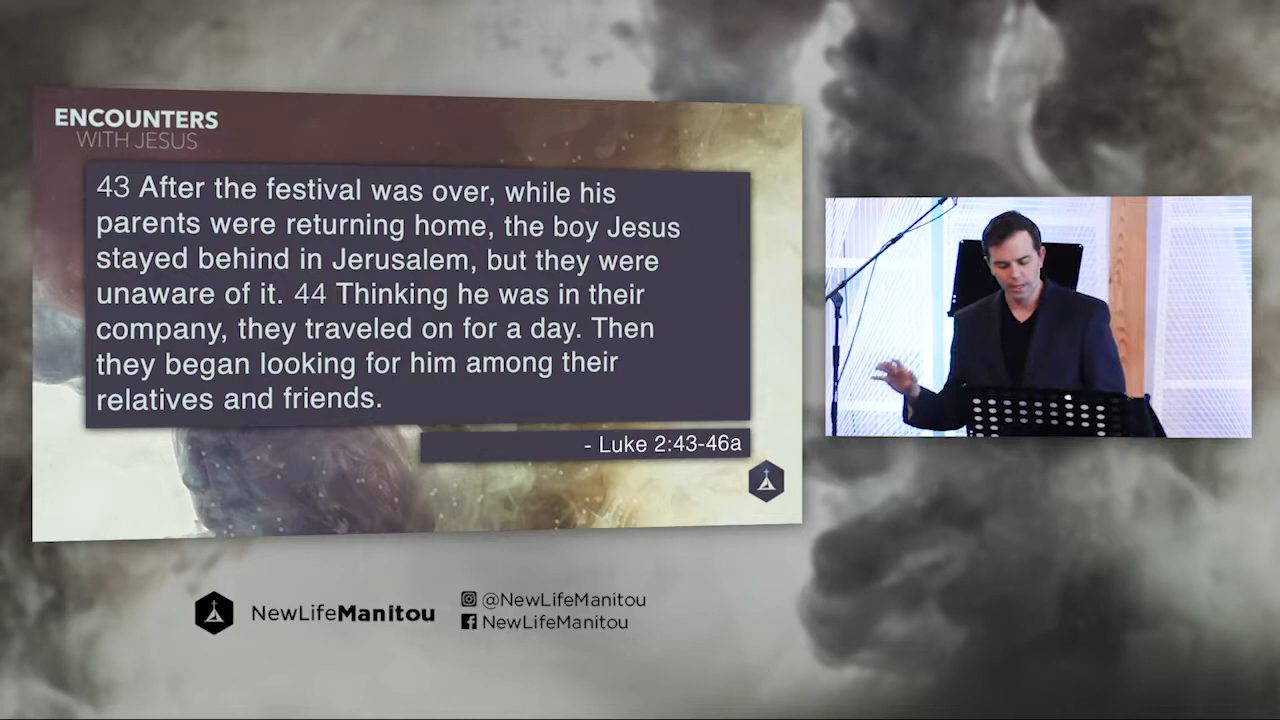 ENCOUNTERS
WITH JESUS
43 After the festival was over, while his
parents were returning home, the boy Jesus
stayed behind in Jerusalem, but they were
unaware of it. 44 Thinking he was in their
company, they traveled on for a day. Then
they began looking for him among their
relatives and friends.
- Luke 2:43-46a
NewLifeManitou
@NewLifeManitou
NewLifeManitou